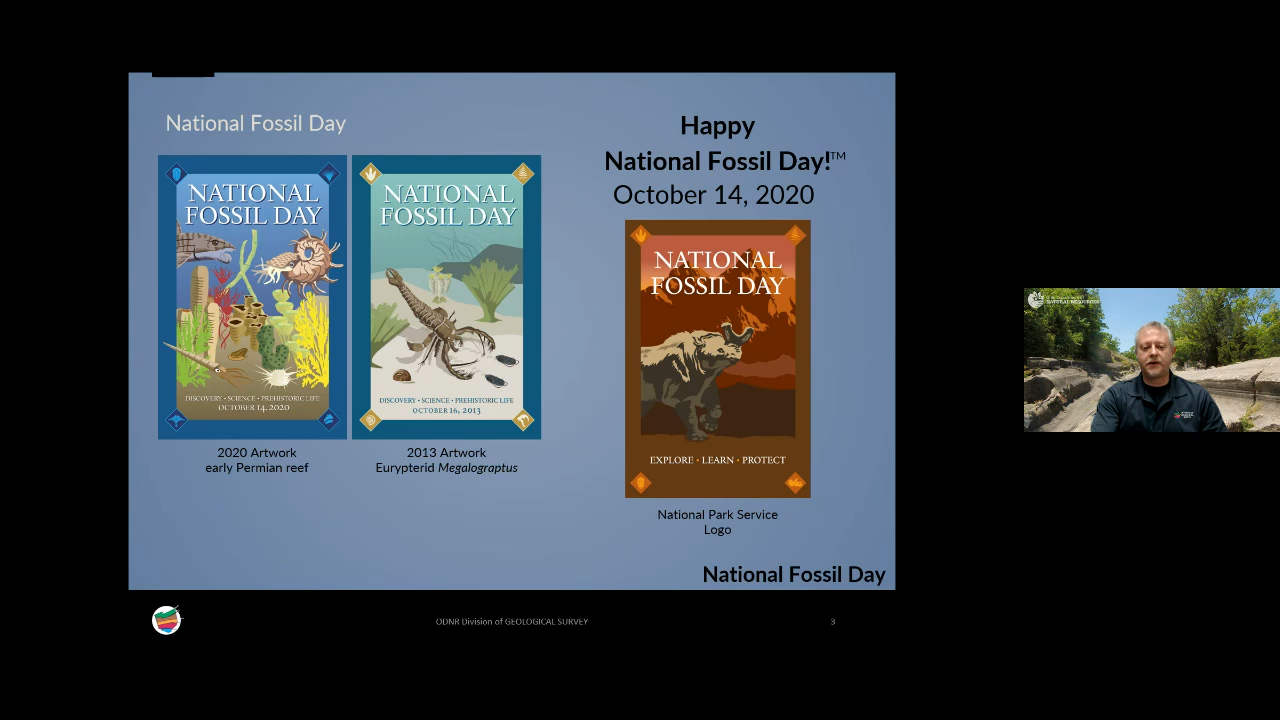 National Fossil Day
NATIONAL
FOSSIL DAY
DISCOVERY • SCIENCE • PREHISTORIC LIFE
OCTOBER 14, 2020
2020 Artwork
early Permian reef
NATIONAL
FOSSIL DAY
DISCOVERY • SCIENCE • PREHISTORIC LIFE
OCTOBER 16, 2013
2013 Artwork
Eurypterid Megalograptus
Happy
National Fossil Day!™
October 14, 2020
NATIONAL
FOSSIL DAY
EXPLORE • LEARN • PROTECT
National Park Service
Logo
National Fossil Day
ODNR Division of GEOLOGICAL SURVEY
3
NATURAL RESOURCES